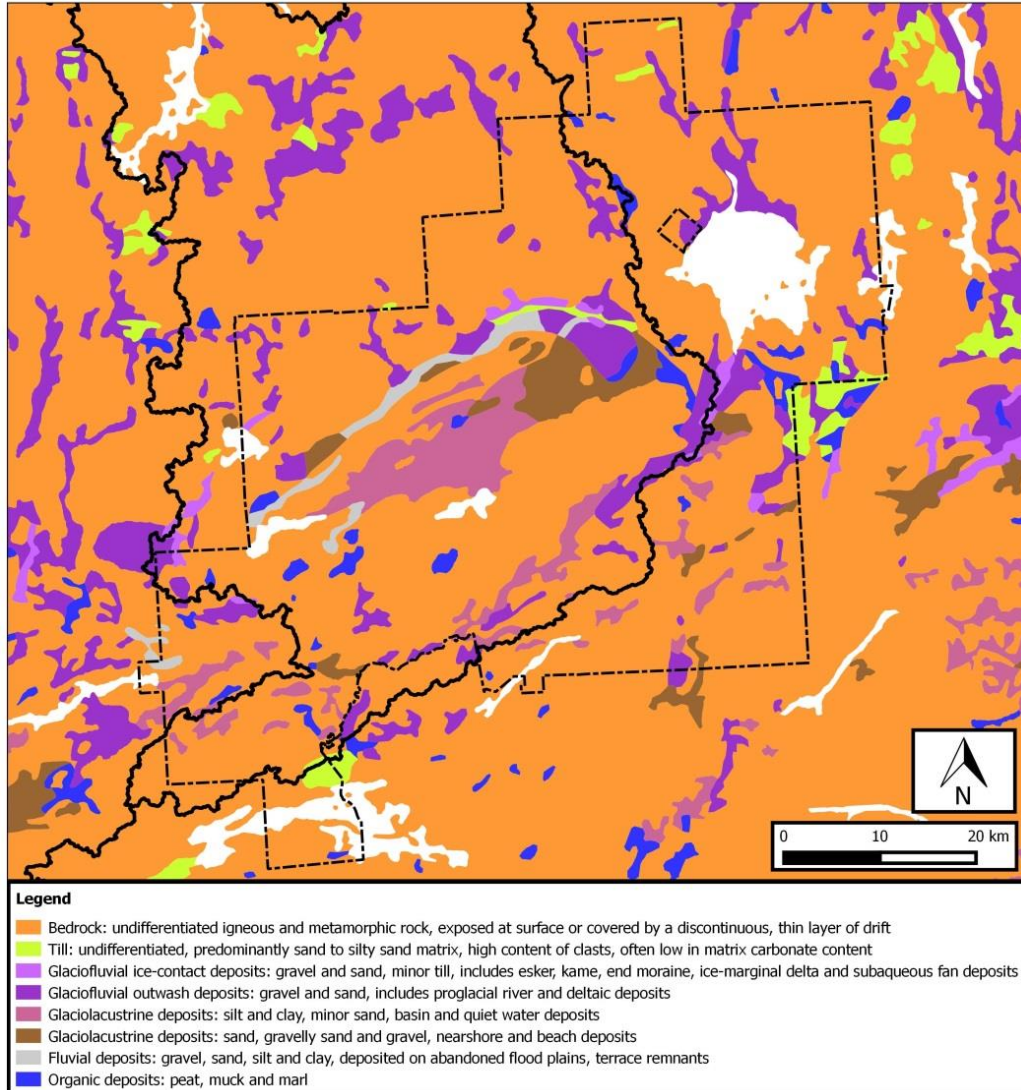 N
0 10 20 km
Legend
Bedrock: undifferentiated igneous and metamorphic rock, exposed at surface or covered by a discontinuous, thin layer of drift
Till: undifferentiated, predominantly sand to silty sand matrix, high content of clasts, often low in matrix carbonate content
Glaciofluvial ice-contact deposits: gravel and sand, minor till, includes esker, kame, end moraine, ice-marginal delta and subaqueous fan deposits
Glaciofluvial outwash deposits: gravel and sand, includes proglacial river and deltaic deposits
Glaciolacustrine deposits: silt and clay, minor sand, basin and quiet water deposits
Glaciolacustrine deposits: sand, gravelly sand and gravel, nearshore and beach deposits
Fluvial deposits: gravel, sand, silt and clay, deposited on abandoned flood plains, terrace remnants
Organic deposits: peat, muck and marl